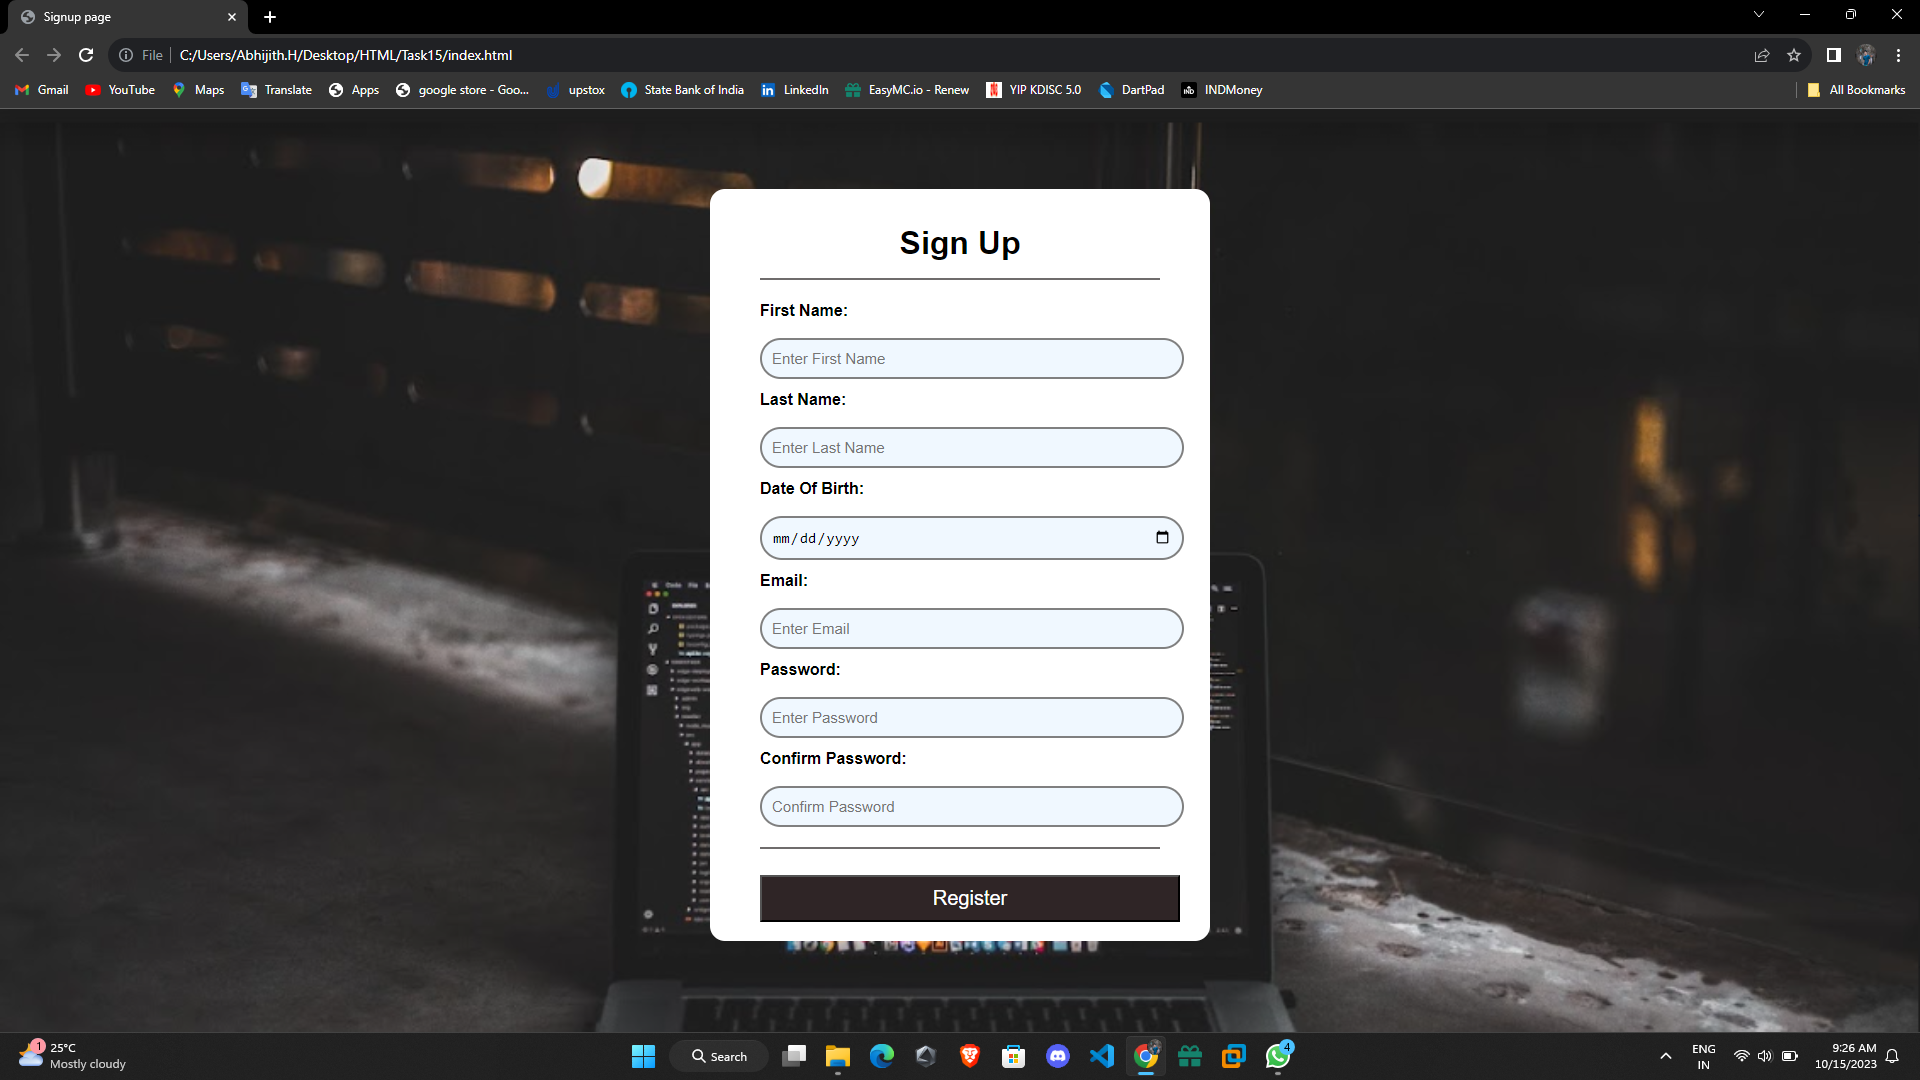 Signup page
File
C:/Users/Abhijith.H/Desktop/HTML/Task15/index.html
Gmail YouTube Maps Translate Apps google store - Goo... upstox State Bank of India LinkedIn EasyMC.io - Renew YIP KDISC 5.0 DartPad INDMoney All Bookmarks
Sign Up
First Name:
Enter First Name
Last Name:
Enter Last Name
Date Of Birth:
mm/dd/yyyy
Email:
Enter Email
Password:
Enter Password
Confirm Password:
Confirm Password
Register
1
25°C
Mostly cloudy
Search
4
ENG
IN
9:26 AM
10/15/2023